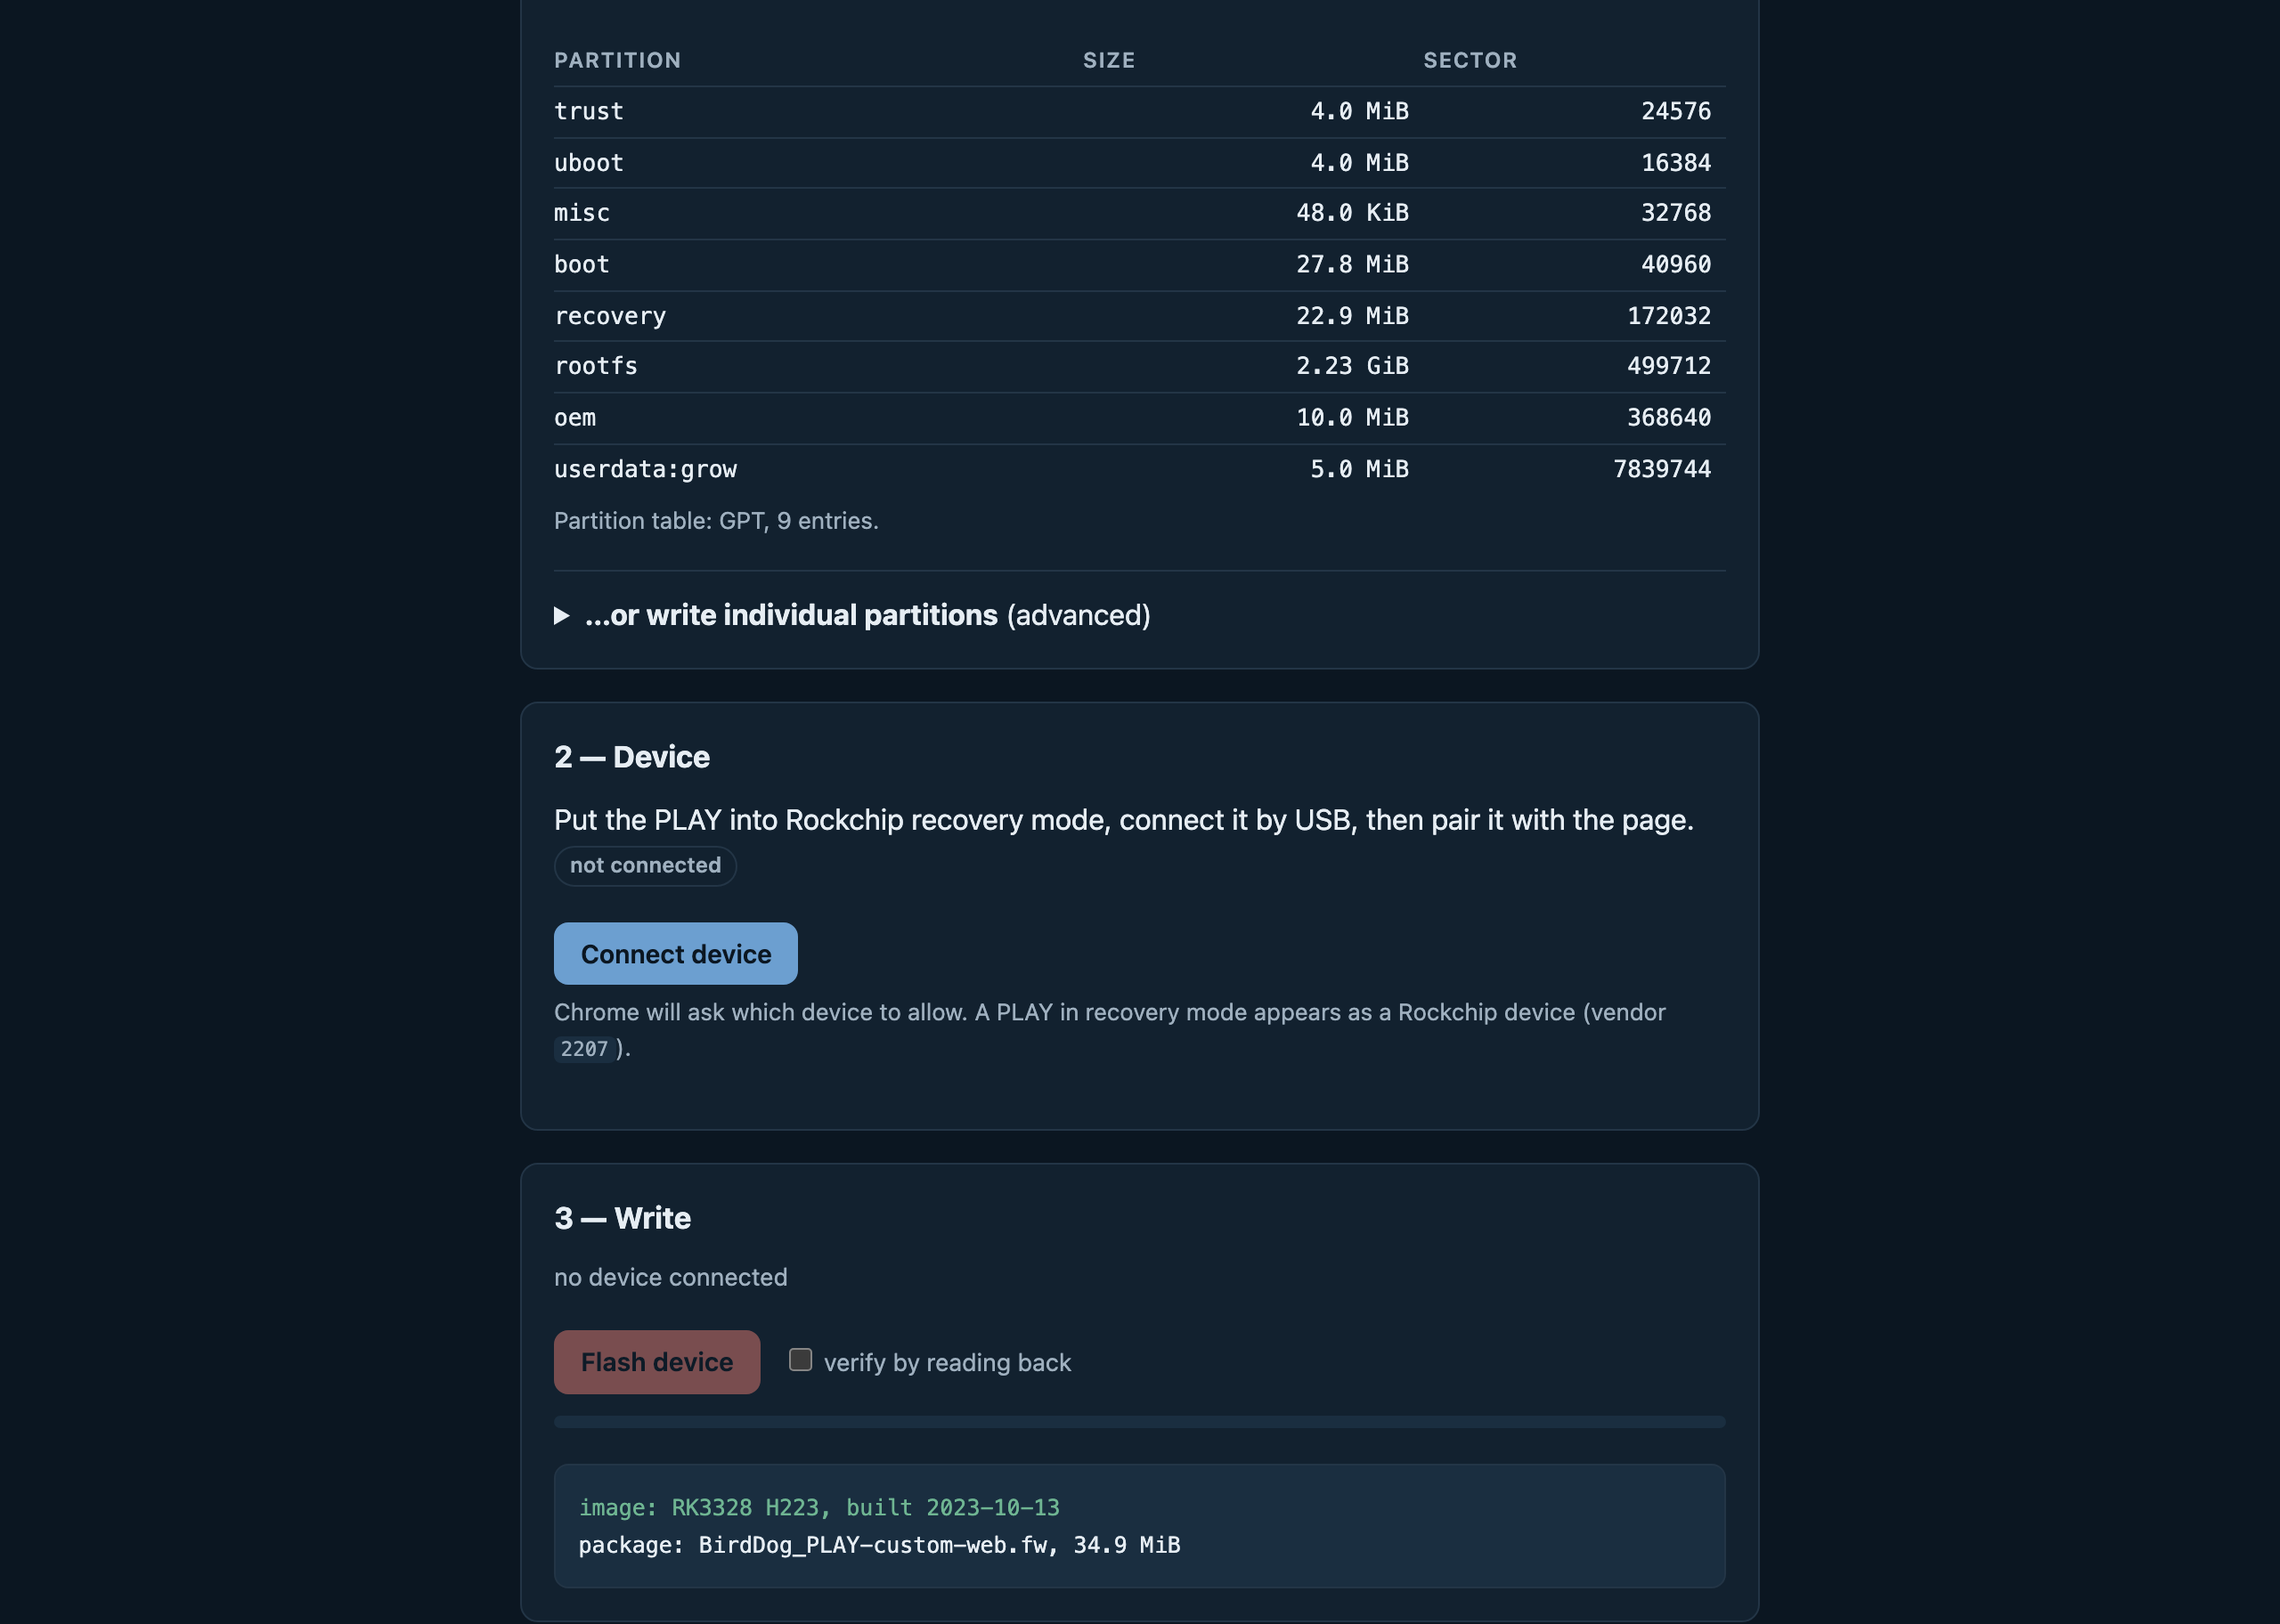 PARTITION SIZE SECTOR
trust 4.0 MiB 24576
uboot 4.0 MiB 16384
misc 48.0 KiB 32768
boot 27.8 MiB 40960
recovery 22.9 MiB 172032
rootfs 2.23 GiB 499712
oem 10.0 MiB 368640
userdata:grow 5.0 MiB 7839744
Partition table: GPT, 9 entries.
▶ ...or write individual partitions (advanced)
2 — Device
Put the PLAY into Rockchip recovery mode, connect it by USB, then pair it with the page.
not connected
Connect device
Chrome will ask which device to allow. A PLAY in recovery mode appears as a Rockchip device (vendor
2207).
3 — Write
no device connected
Flash device verify by reading back
image: RK3328 H223, built 2023-10-13
package: BirdDog_PLAY-custom-web.fw, 34.9 MiB